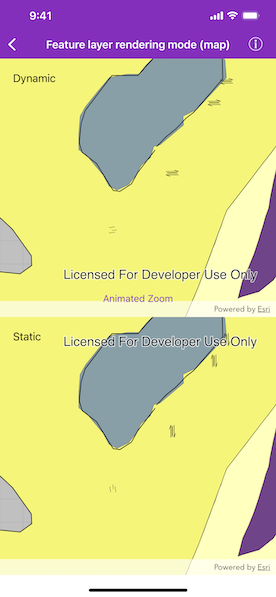 9:41
Feature layer rendering mode (map)
Dynamic
Licensed For Developer Use Only
Animated Zoom
Powered by Esri
Static
Licensed For Developer Use Only
Powered by Esri